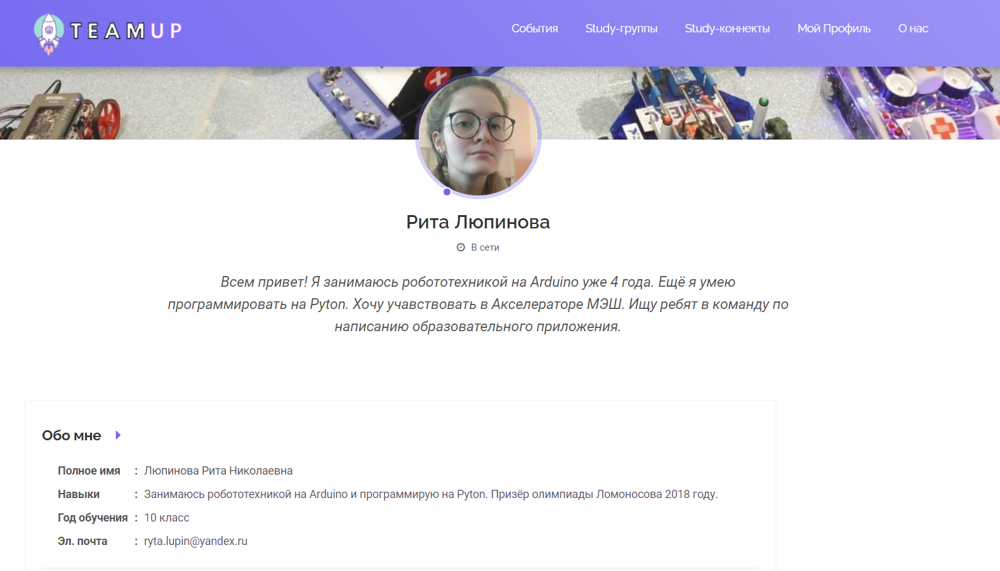 TEAMUP
События Study-группы Study-коннекты Мой Профиль О нас
Рита Люпинова
В сети
Всем привет! Я занимаюсь робототехникой на Arduino уже 4 года. Ещё я умею
программировать на Pyton. Хочу учавствовать в Акселераторе МЭШ. Ищу ребят в команду по
написанию образовательного приложения.
Обо мне
Полное имя : Люпинова Рита Николаевна
Навыки : Занимаюсь робототехникой на Arduino и программирую на Pyton. Призёр олимпиады Ломоносова 2018 году.
Год обучения : 10 класс
Эл. почта : ryta.lupin@yandex.ru